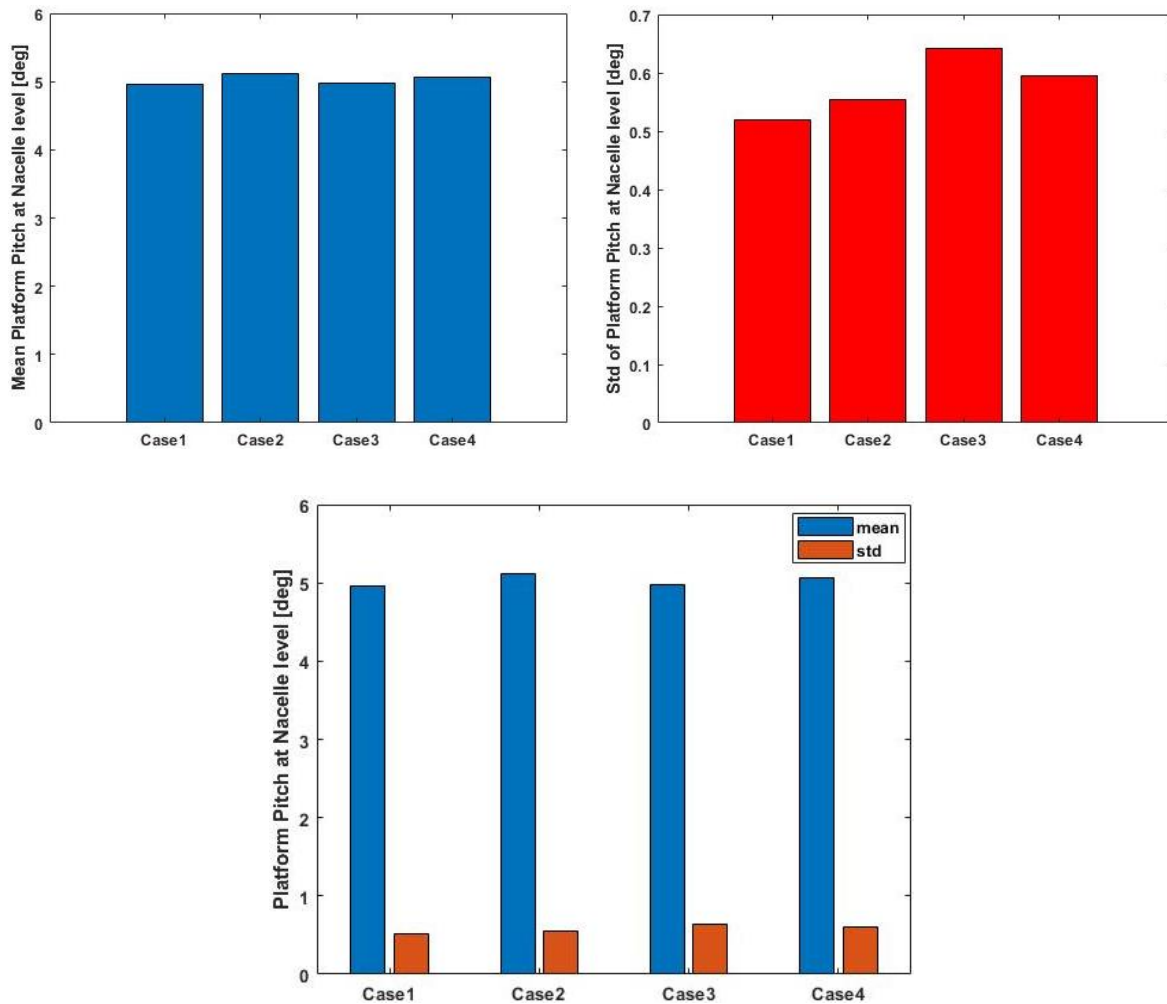 Mean Platform Pitch at Nacelle level [deg]
6
5
4
3
2
1
0
Case1 Case2 Case3 Case4
Std of Platform Pitch at Nacelle level [deg]
0.7
0.6
0.5
0.4
0.3
0.2
0.1
0
Case1 Case2 Case3 Case4
Platform Pitch at Nacelle level [deg]
6
5
4
3
2
1
0
mean
std
Case1 Case2 Case3 Case4